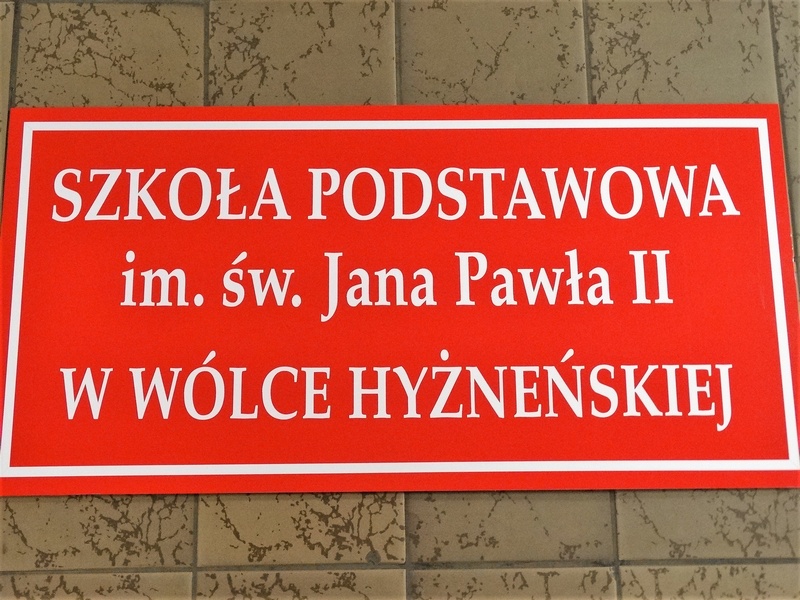 SZKOŁA PODSTAWOWA
im. św. Jana Pawła II
W WÓLCE HYŻNEŃSKIEJ